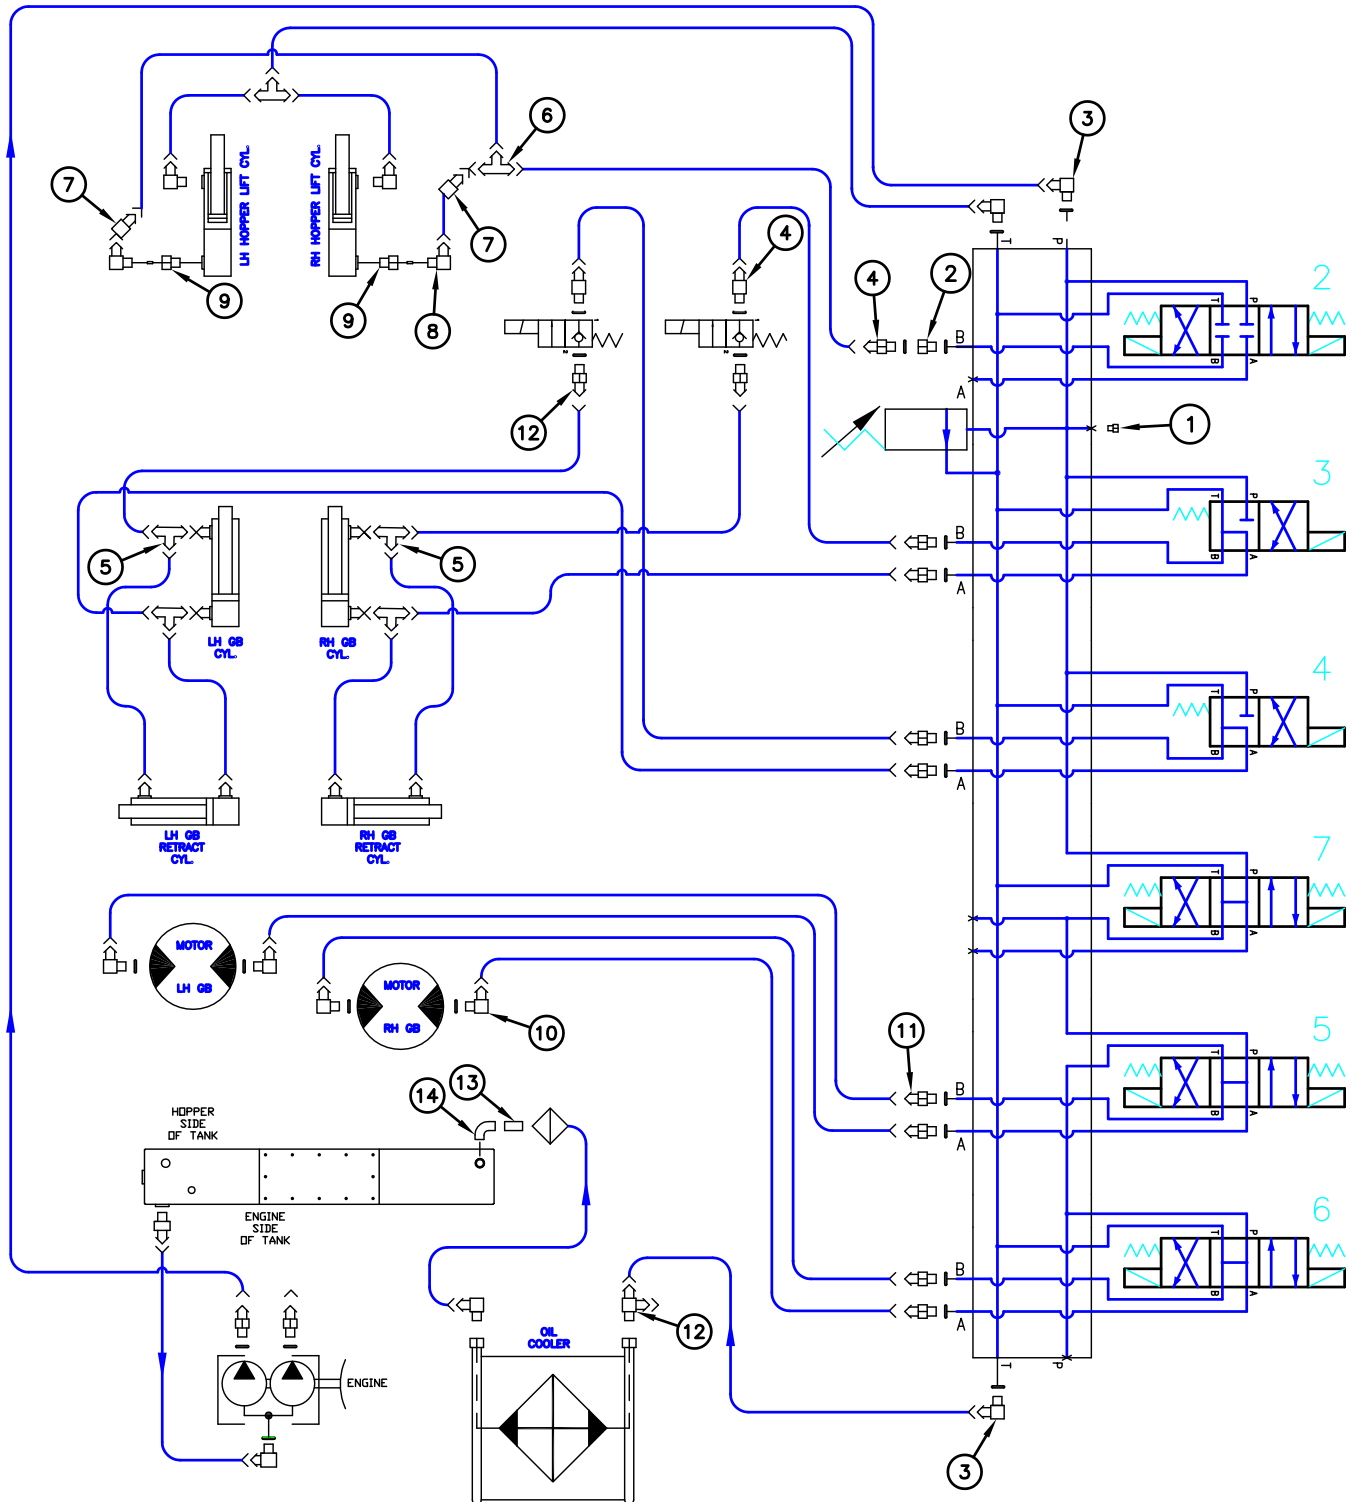 6
3
7
LH HOPPER LIFT CYL.
RH HOPPER LIFT CYL.
7
4
4
2
T
P
2
9
9
8
B
A
T
P
B
A
12
1
3
B
A
T
P
B
A
5
5
LH GB
CYL.
RH GB
CYL.
4
B
A
T
P
B
A
LH GB
RETRACT
CYL.
RH GB
RETRACT
CYL.
7
T
P
B
A
MOTOR
LH GB
MOTOR
RH GB
10
11
5
B
A
T
P
B
A
13
14
HOPPER
SIDE
OF TANK
ENGINE
SIDE
OF TANK
6
B
A
T
P
B
A
OIL
COOLER
12
T
P
ENGINE
3